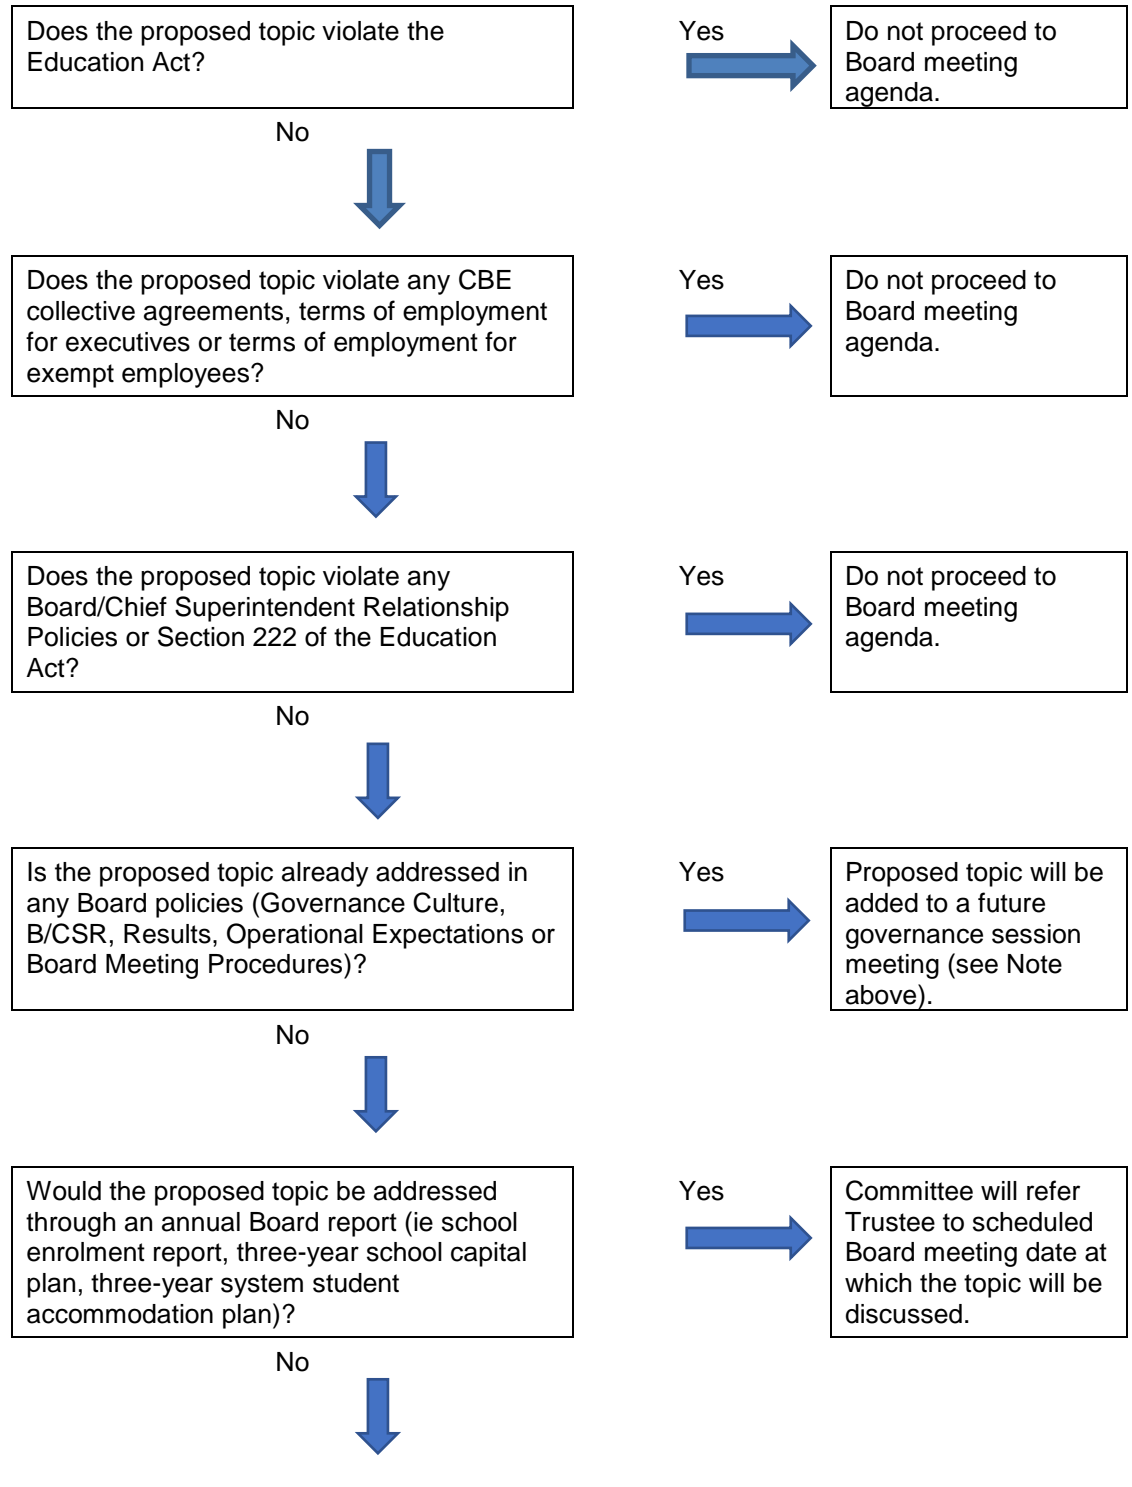 Does the proposed topic violate the
Education Act?
Yes
Do not proceed to
Board meeting
agenda.
No
Does the proposed topic violate any CBE
collective agreements, terms of employment
for executives or terms of employment for
exempt employees?
Yes
Do not proceed to
Board meeting
agenda.
No
Does the proposed topic violate any
Board/Chief Superintendent Relationship
Policies or Section 222 of the Education
Act?
Yes
Do not proceed to
Board meeting
agenda.
No
Is the proposed topic already addressed in
any Board policies (Governance Culture,
B/CSR, Results, Operational Expectations or
Board Meeting Procedures)?
Yes
Proposed topic will be
added to a future
governance session
meeting (see Note
above).
No
Would the proposed topic be addressed
through an annual Board report (ie school
enrolment report, three-year school capital
plan, three-year system student
accommodation plan)?
Yes
Committee will refer
Trustee to scheduled
Board meeting date at
which the topic will be
discussed.
No